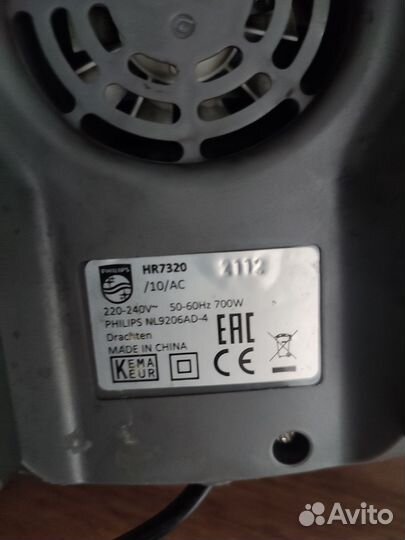 PHILIPS
HR7320 2112
/10/AC
220-240V~ 50-60Hz 700W
PHILIPS NL9206AD-4
Drachten
MADE IN CHINA
EAC
KEMA
KEUR
CE
Avito